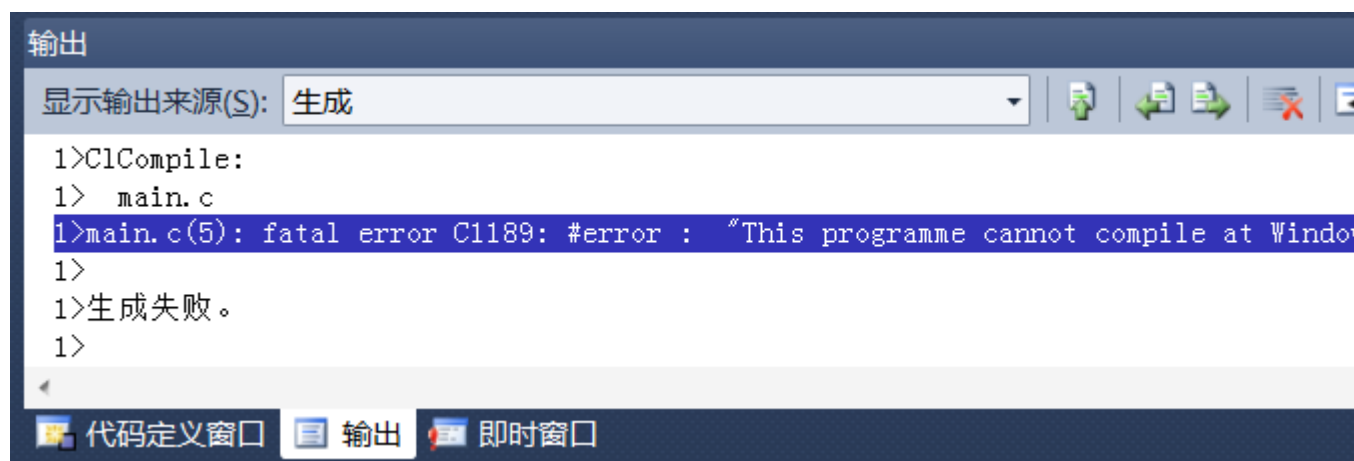 输出
显示输出来源(S): 生成
1>ClCompile:
1>  main.c
1>main.c(5): fatal error C1189: #error :  "This programme cannot compile at
1>
1>生成失败。
1>
代码定义窗口 输出 即时窗口